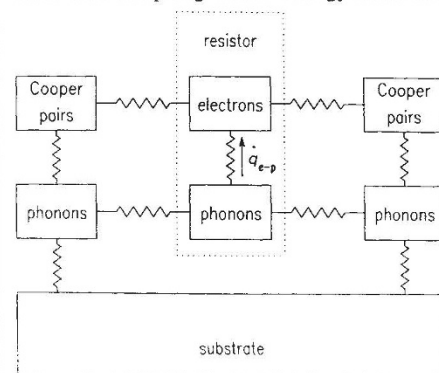 resistor
Cooper
pairs
electrons
Cooper
pairs
q̇e-p
phonons
phonons
phonons
substrate